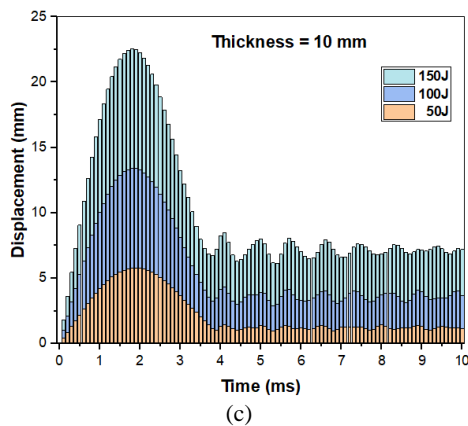 25
20
15
10
5
0
Displacement (mm)
Thickness = 10 mm
150J
100J
50J
0 1 2 3 4 5 6 7 8 9 10
Time (ms)
(c)